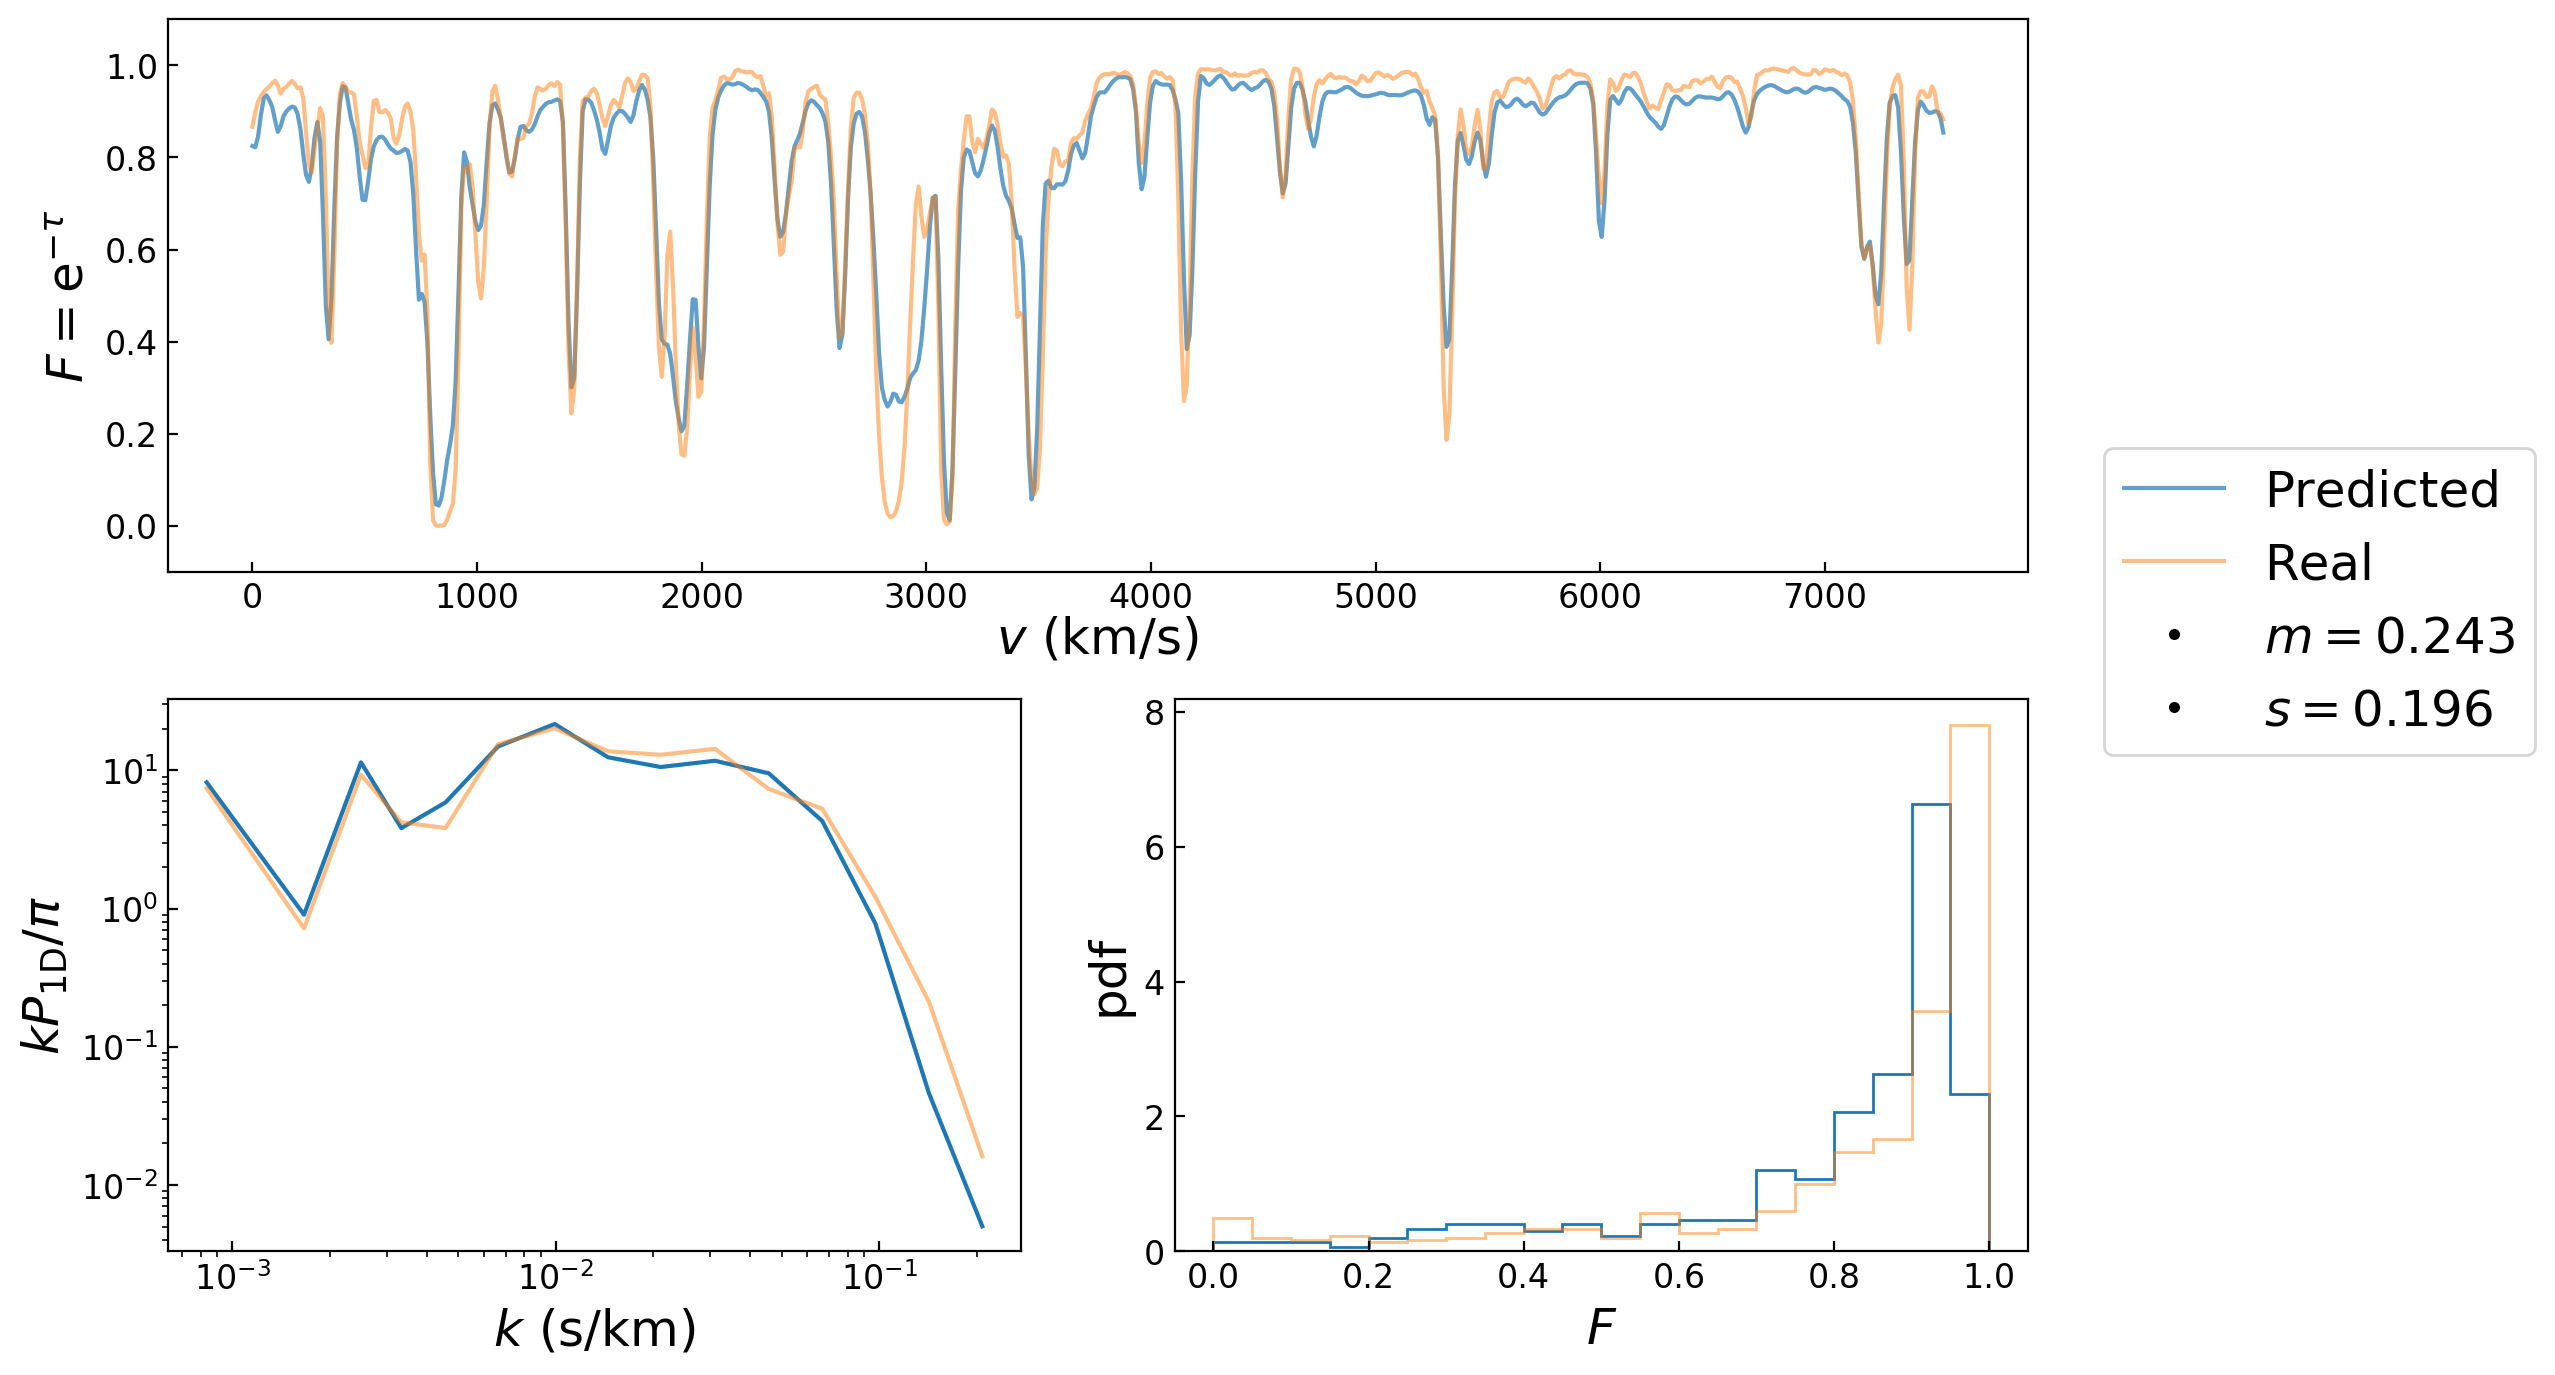 F = e^{−τ}
1.0
0.8
0.6
0.4
0.2
0.0
0 1000 2000 3000 4000 5000 6000 7000
v (km/s)
Predicted
Real
m = 0.243
s = 0.196
kP_{1D}/π
10^1
10^0
10^{−1}
10^{−2}
10^{−3} 10^{−2} 10^{−1}
k (s/km)
pdf
8
6
4
2
0
0.0 0.2 0.4 0.6 0.8 1.0
F